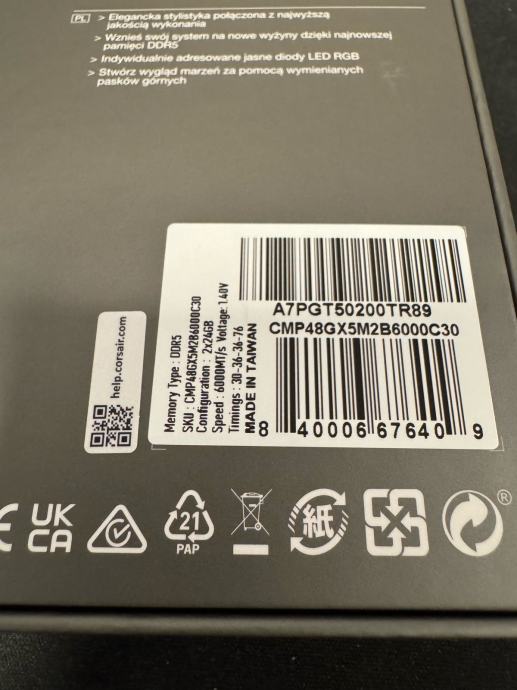 PL > Elegancka stylistyka połączona z najwyższą
jakością wykonania
> Wznieś swój system na nowe wyżyny dzięki najnowszej
pamięci DDR5
> Indywidualnie adresowane jasne diody LED RGB
> Stwórz wygląd marzeń za pomocą wymienianych
pasków górnych
help.corsair.com
Memory Type : DDR5
SKU : CMP48GX5M2B6000C30
Configuration : 2x24GB
Speed : 6000MT/s Voltage: 1.40V
Timings : 30-36-36-76
MADE IN TAIWAN
A7PGT50200TR89
CMP48GX5M2B6000C30
8 40006 67640 9
CE
UK
CA
21
PAP
紙
®